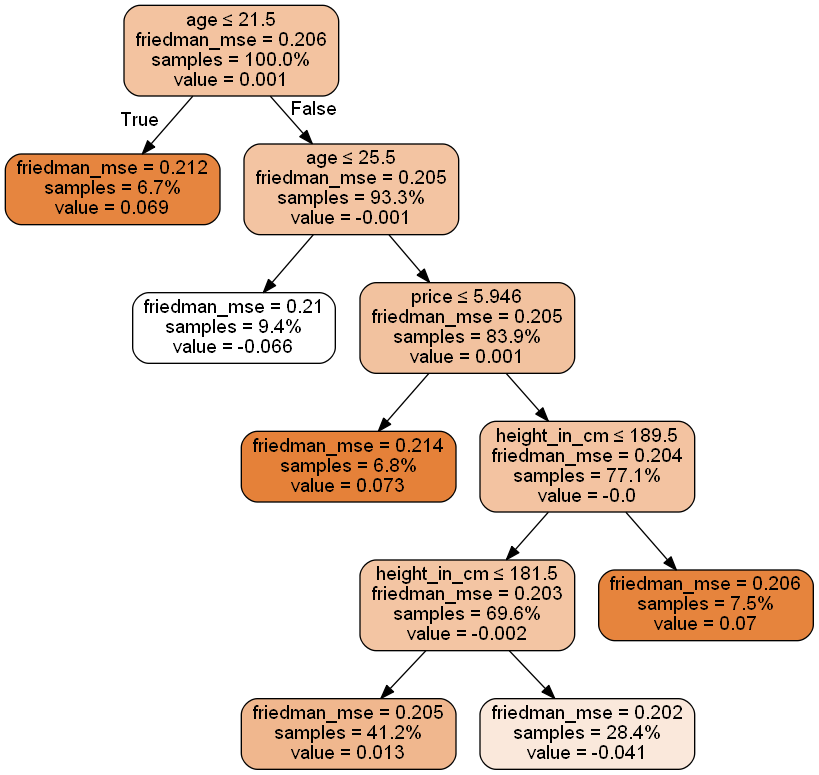 age ≤ 21.5
friedman_mse = 0.206
samples = 100.0%
value = 0.001
True
False
friedman_mse = 0.212
samples = 6.7%
value = 0.069
age ≤ 25.5
friedman_mse = 0.205
samples = 93.3%
value = -0.001
friedman_mse = 0.21
samples = 9.4%
value = -0.066
price ≤ 5.946
friedman_mse = 0.205
samples = 83.9%
value = 0.001
friedman_mse = 0.214
samples = 6.8%
value = 0.073
height_in_cm ≤ 189.5
friedman_mse = 0.204
samples = 77.1%
value = -0.0
height_in_cm ≤ 181.5
friedman_mse = 0.203
samples = 69.6%
value = -0.002
friedman_mse = 0.206
samples = 7.5%
value = 0.07
friedman_mse = 0.205
samples = 41.2%
value = 0.013
friedman_mse = 0.202
samples = 28.4%
value = -0.041